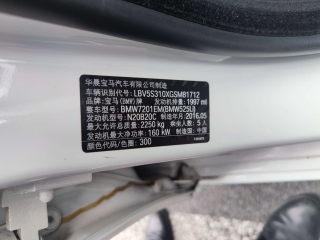 华晨宝马汽车有限公司制造
车辆识别代号: LBV5S310XGSM81712
品牌: 宝马(BMW)牌 发动机排量: 1997 ml
整车型号: BMW7201EM(BMW525Li)
发动机型号: N20B20C 制造年月: 2016.05
最大允许总质量: 2250 kg 乘坐人数: 5 人
发动机最大净功率: 160 kW 制造国: 中国
颜色代码/色圈: 300